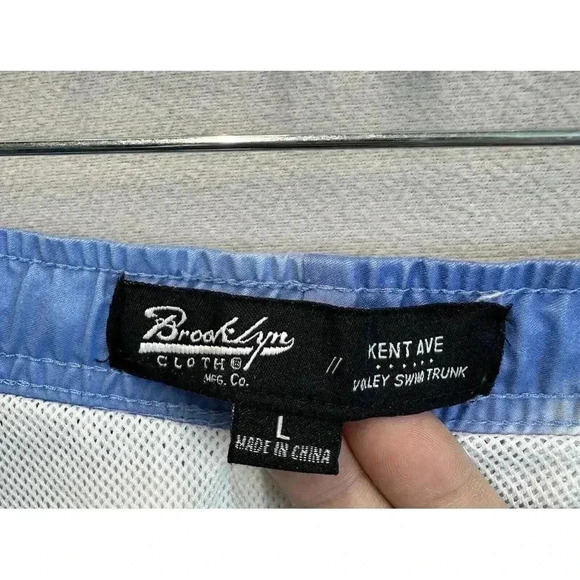 Brooklyn
CLOTH®
MFG. Co.
//
KENT AVE
VOLLEY SWIM TRUNK
L
MADE IN CHINA